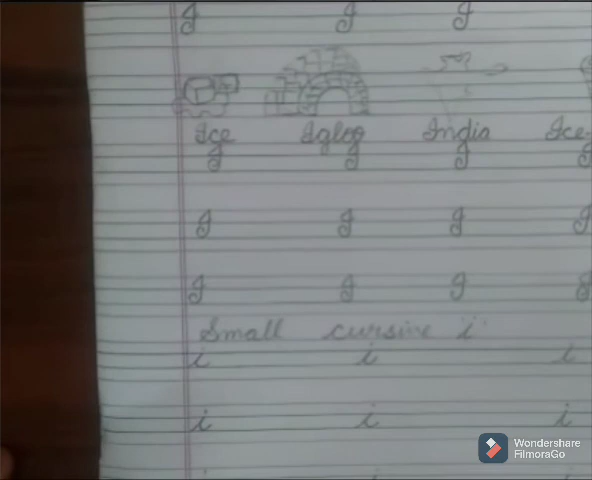 I I I
Ice Igloo India Ice-
I I I I
I I I I
I I I I
Small cursive 'i'
i i i
i i i
Wondershare
FilmoraGo